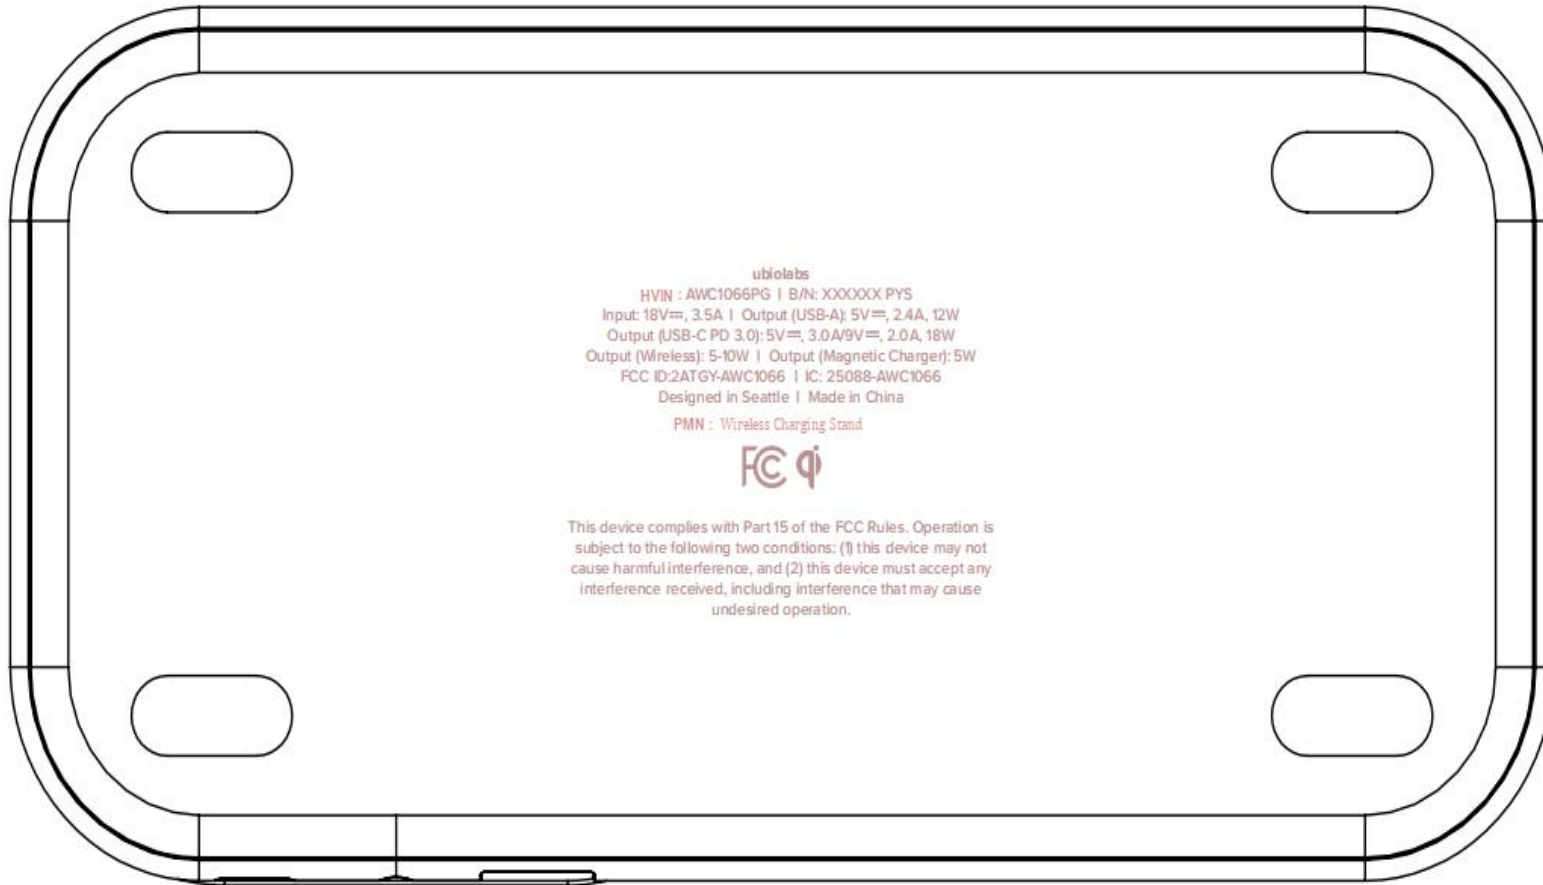 ubiolabs
HVIN : AWC1066PG | B/N: XXXXXX PYS
Input: 18V⎓, 3.5A | Output (USB-A): 5V⎓, 2.4A, 12W
Output (USB-C PD 3.0): 5V⎓, 3.0A/9V⎓, 2.0A, 18W
Output (Wireless): 5-10W | Output (Magnetic Charger): 5W
FCC ID:2ATGY-AWC1066 | IC: 25088-AWC1066
Designed in Seattle | Made in China
PMN : Wireless Charging Stand
FC qi
This device complies with Part 15 of the FCC Rules. Operation is
subject to the following two conditions: (1) this device may not
cause harmful interference, and (2) this device must accept any
interference received, including interference that may cause
undesired operation.